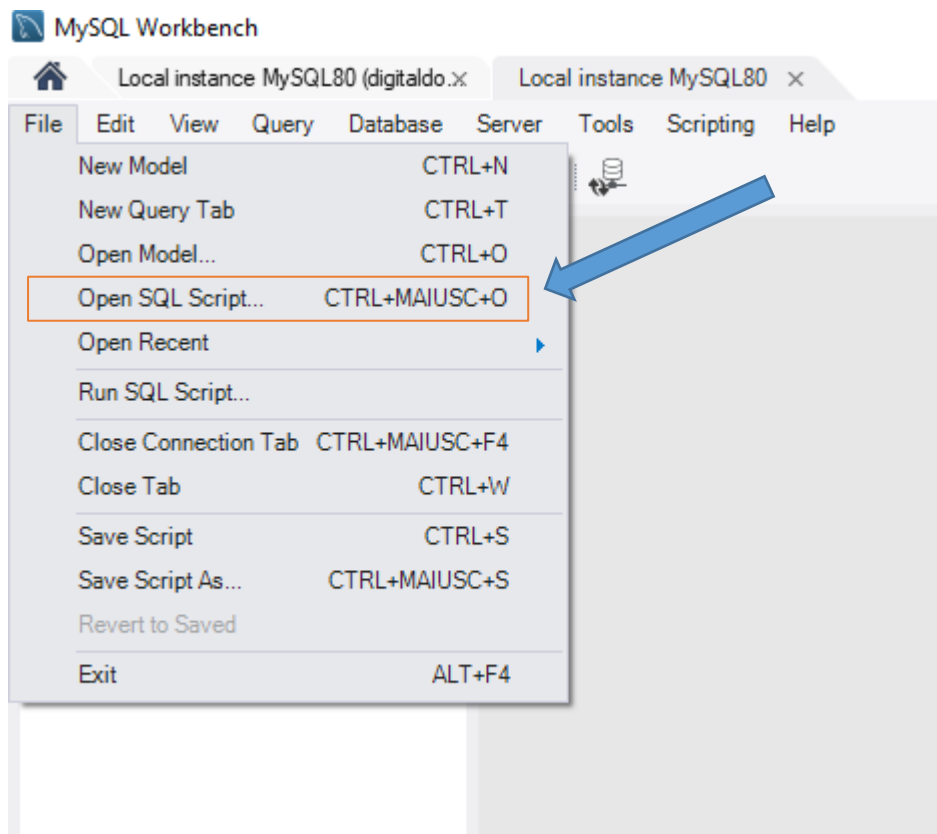 MySQL Workbench
Local instance MySQL80 (digitaldo.× Local instance MySQL80 ×
File Edit View Query Database Server Tools Scripting Help
New Model CTRL+N
New Query Tab CTRL+T
Open Model... CTRL+O
Open SQL Script... CTRL+MAIUSC+O
Open Recent
Run SQL Script...
Close Connection Tab CTRL+MAIUSC+F4
Close Tab CTRL+W
Save Script CTRL+S
Save Script As... CTRL+MAIUSC+S
Revert to Saved
Exit ALT+F4